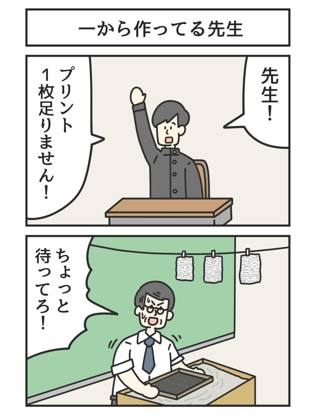 一から作ってる先生
先生！
プリント
１枚足りません！
ちょっと
待ってろ！